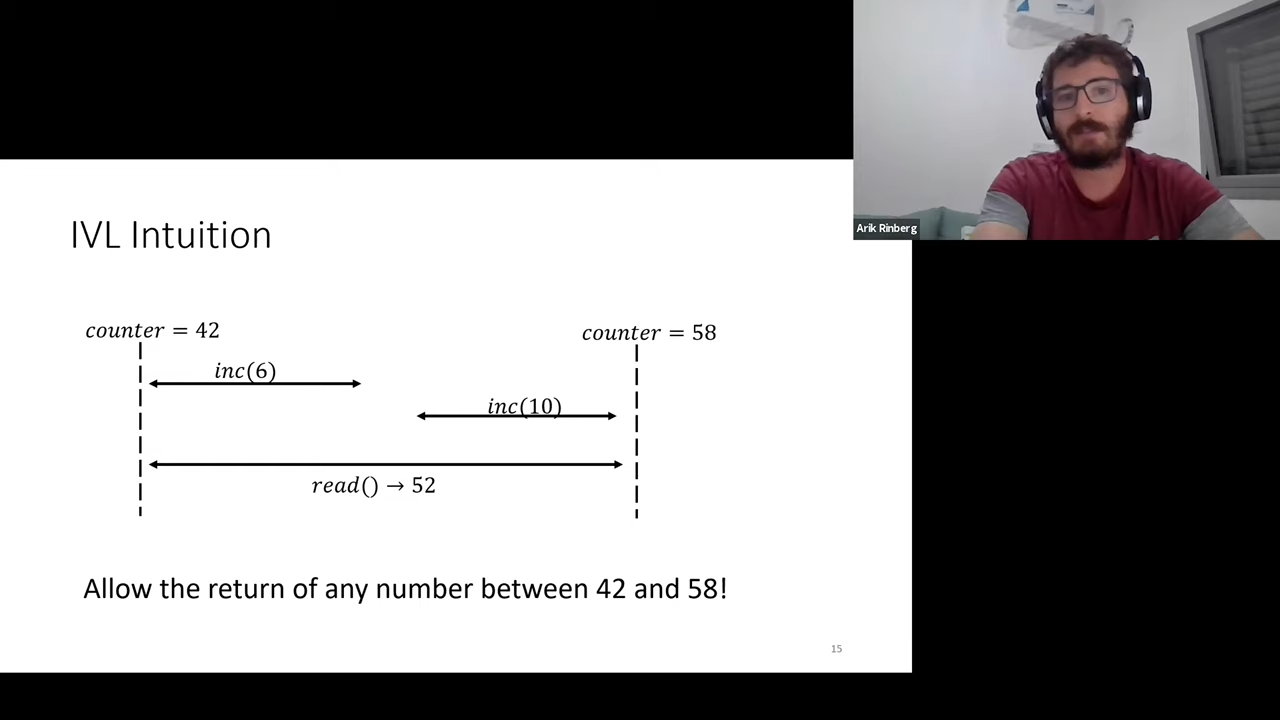 Arik Rinberg
IVL Intuition
counter = 42
counter = 58
inc(6)
inc(10)
read() → 52
Allow the return of any number between 42 and 58!
15